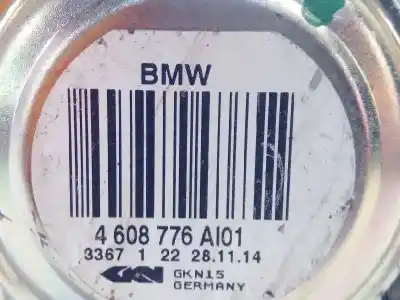 BMW
4 608 776 AI01
3367 1 22 28.11.14
GKN15
GERMANY